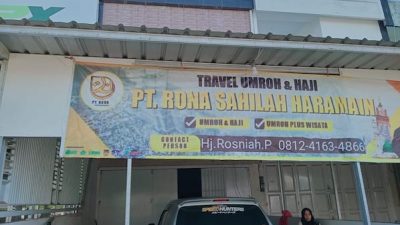 TRAVEL UMROH & HAJI
PT. RONA SAHILAH HARAMAIN
UMROH & HAJI
UMROH PLUS WISATA
CONTACT
PERSON
Hj.Rosniah.P 0812-4163-4866
SPEEDHUNTERS